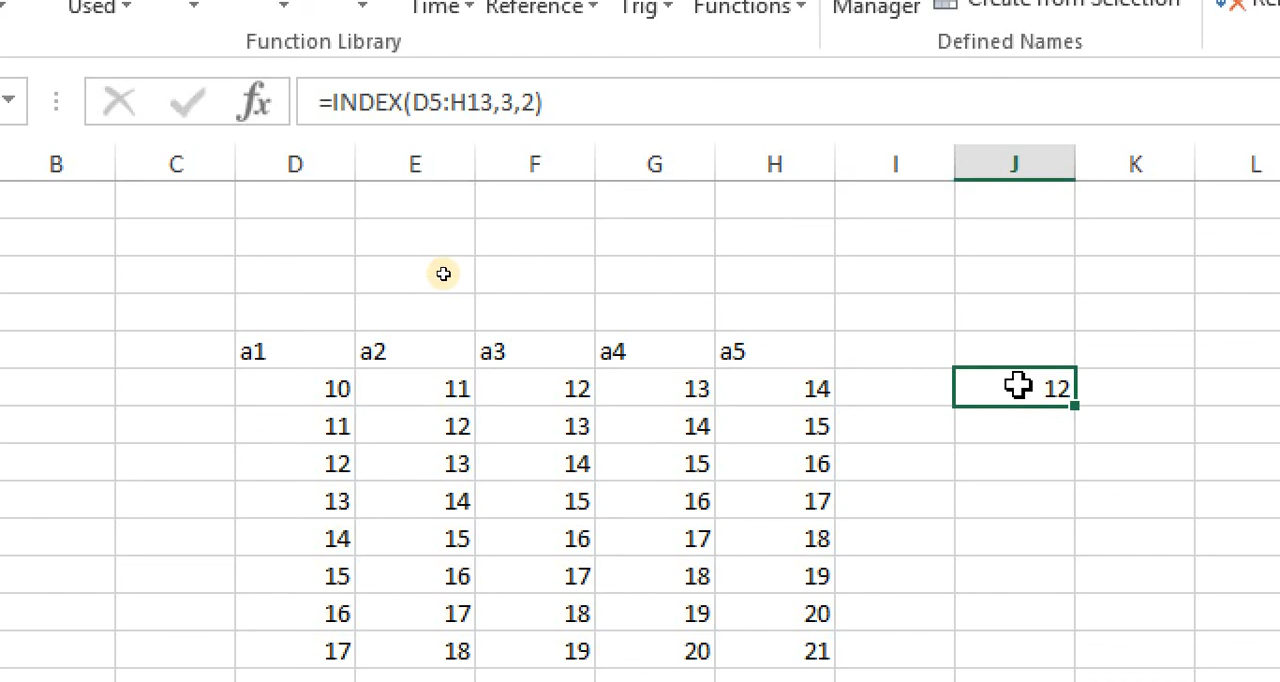 Used Time Reference Trig Functions Manager Create from Selection
Function Library Defined Names
fx =INDEX(D5:H13,3,2)
B C D E F G H I J K L
a1 a2 a3 a4 a5
10 11 12 13 14 12
11 12 13 14 15
12 13 14 15 16
13 14 15 16 17
14 15 16 17 18
15 16 17 18 19
16 17 18 19 20
17 18 19 20 21